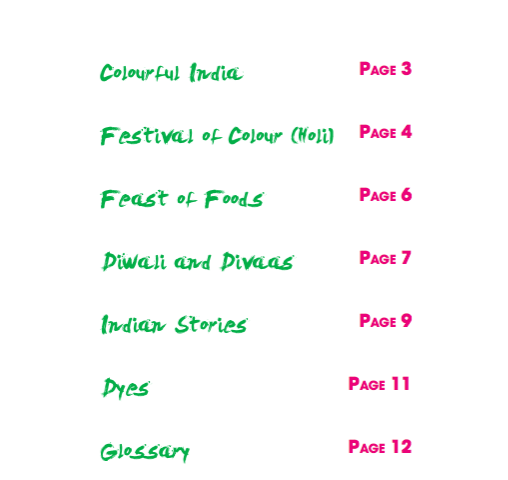 Colourful India PAGE 3
Festival of Colour (Holi) PAGE 4
Feast of Foods PAGE 6
Diwali and Divaas PAGE 7
Indian Stories PAGE 9
Dyes PAGE 11
Glossary PAGE 12